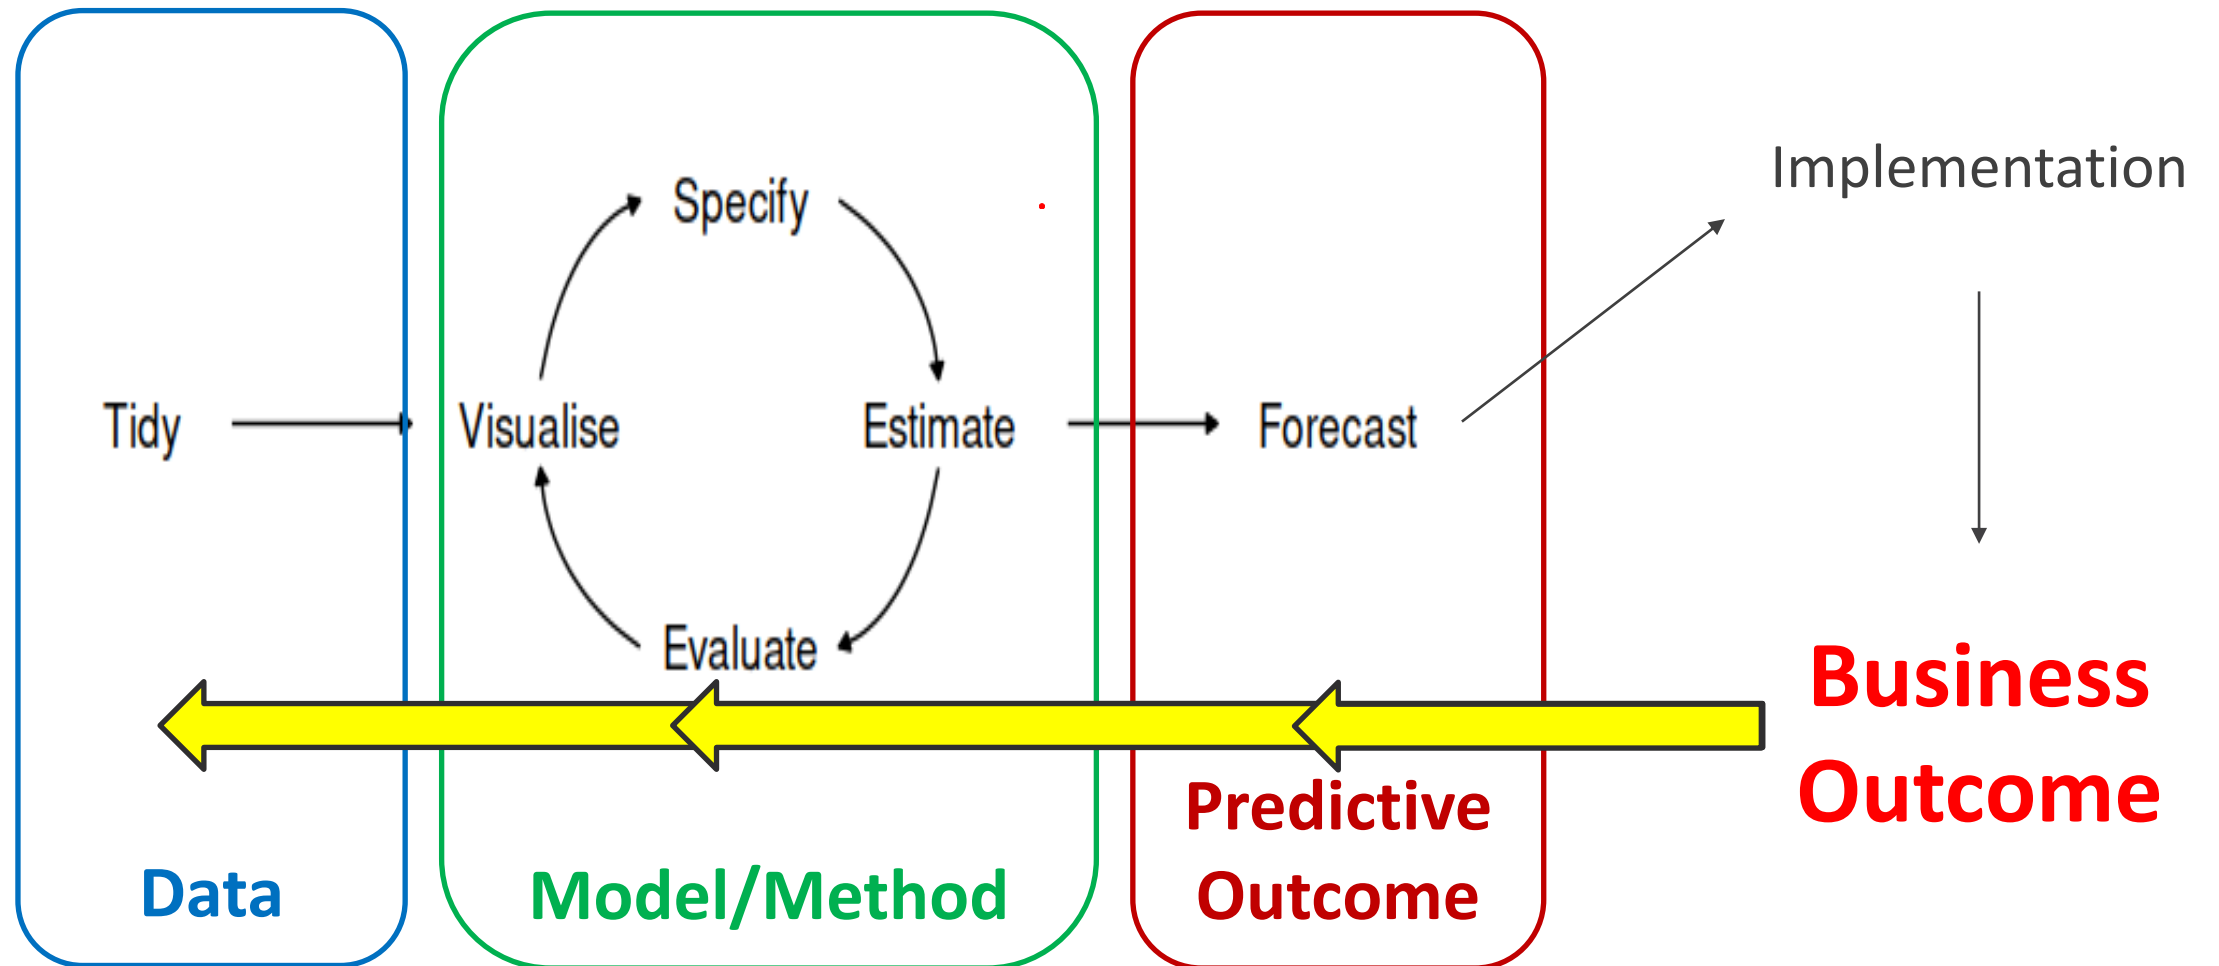 Implementation
Specify
Tidy
Visualise
Estimate
Forecast
Evaluate
Business
Outcome
Predictive
Outcome
Data
Model/Method